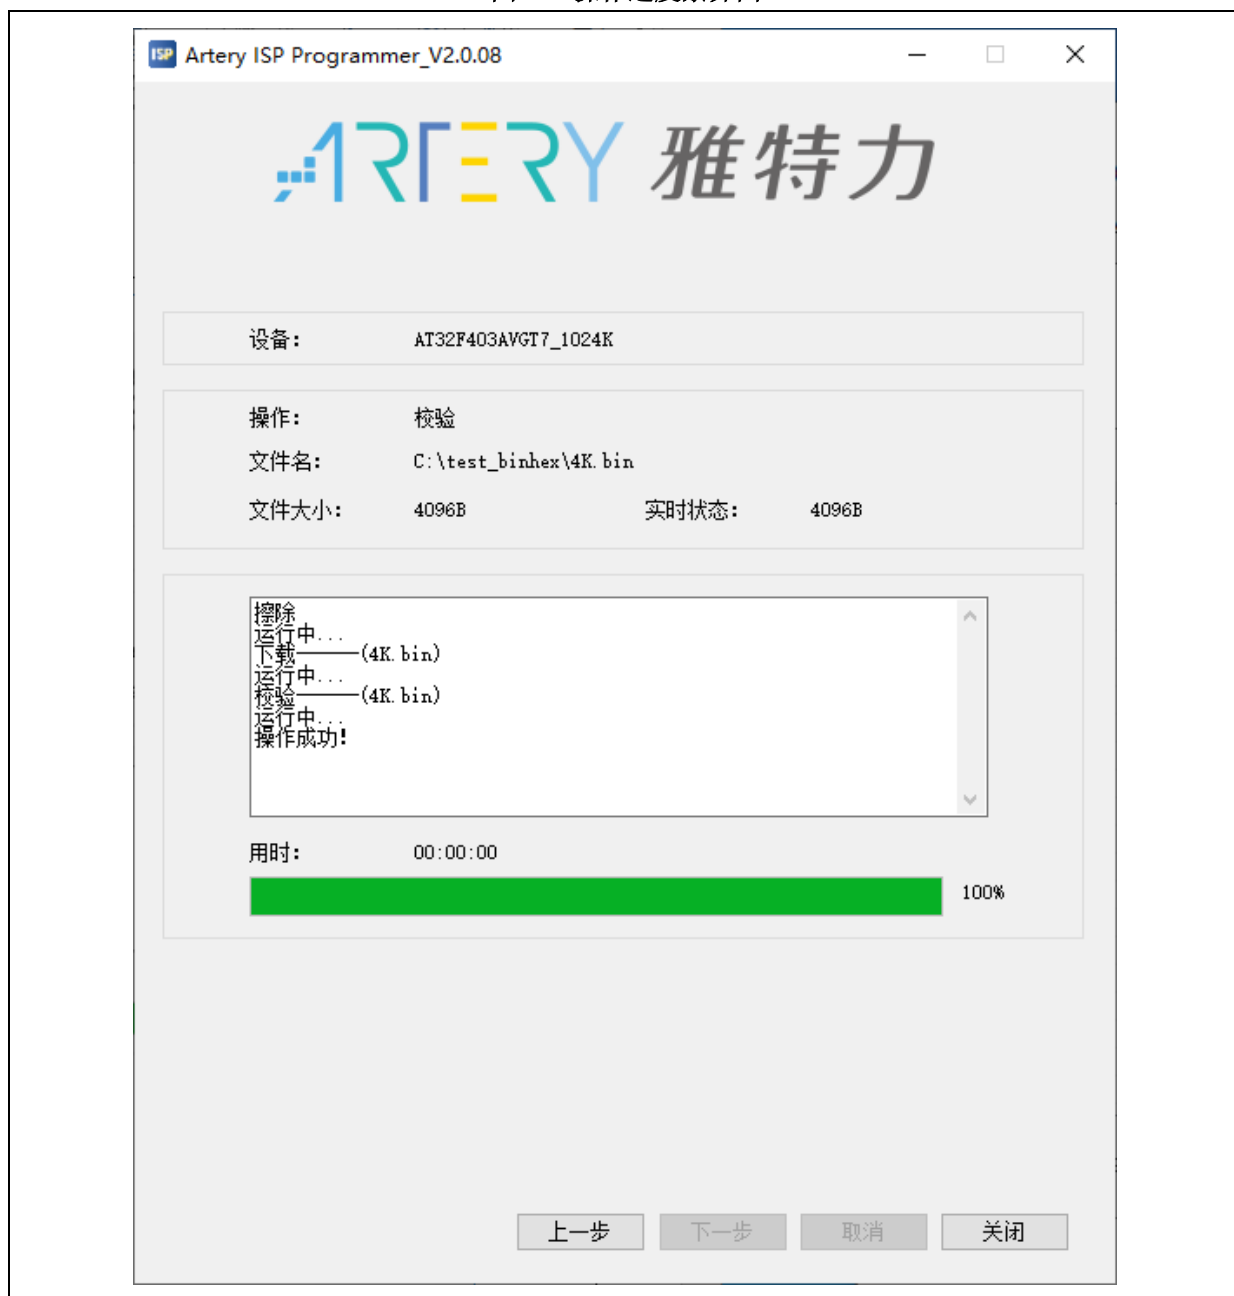 ISP Artery ISP Programmer_V2.0.08
ARTERY 雅特力
设备: AT32F403AVGT7_1024K
操作: 校验
文件名: C:\test_binhex\4K.bin
文件大小: 4096B 实时状态: 4096B
擦除
运行中...
下载———(4K.bin)
运行中...
校验———(4K.bin)
运行中...
操作成功!
用时: 00:00:00
100%
上一步 下一步 取消 关闭